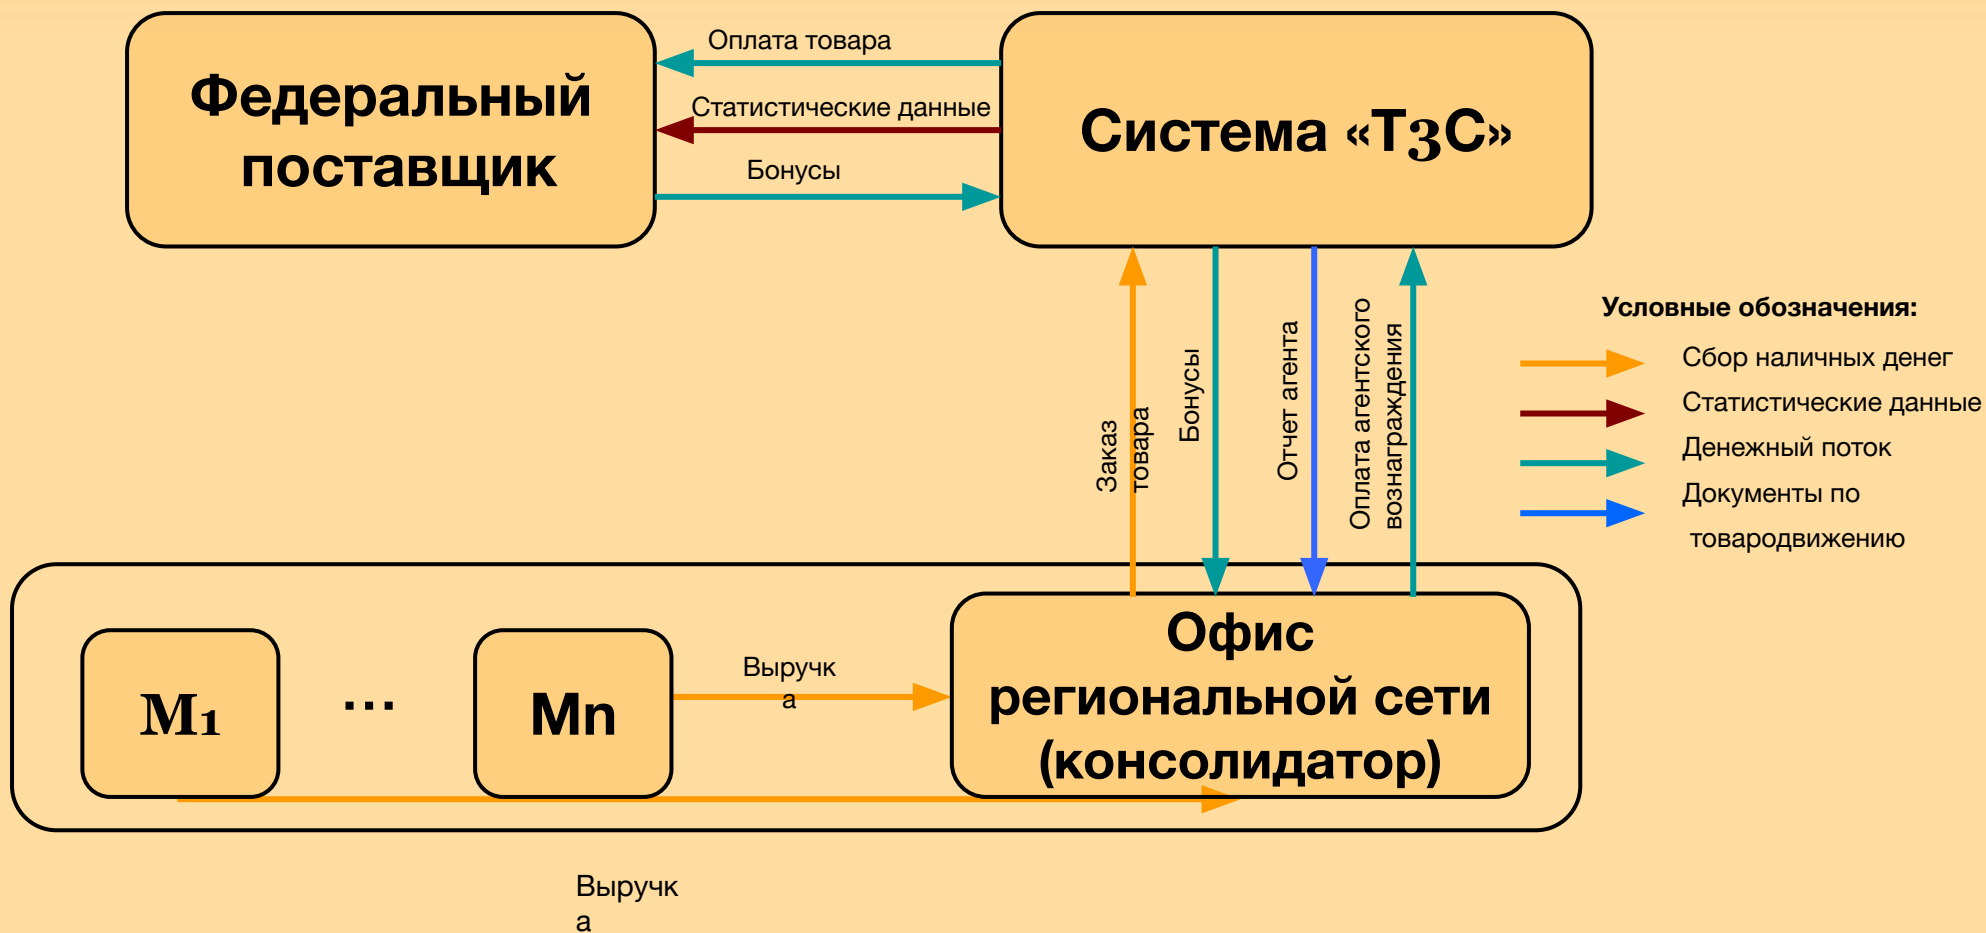 Федеральный
поставщик
Оплата товара
Статистические данные
Бонусы
Система «Т3С»
Заказ
товара
Бонусы
Отчет агента
Оплата агентского
вознаграждения
Условные обозначения:
Сбор наличных денег
Статистические данные
Денежный поток
Документы по
товародвижению
М1
...
Mn
Выручк
а
Офис
региональной сети
(консолидатор)
Выручк
а